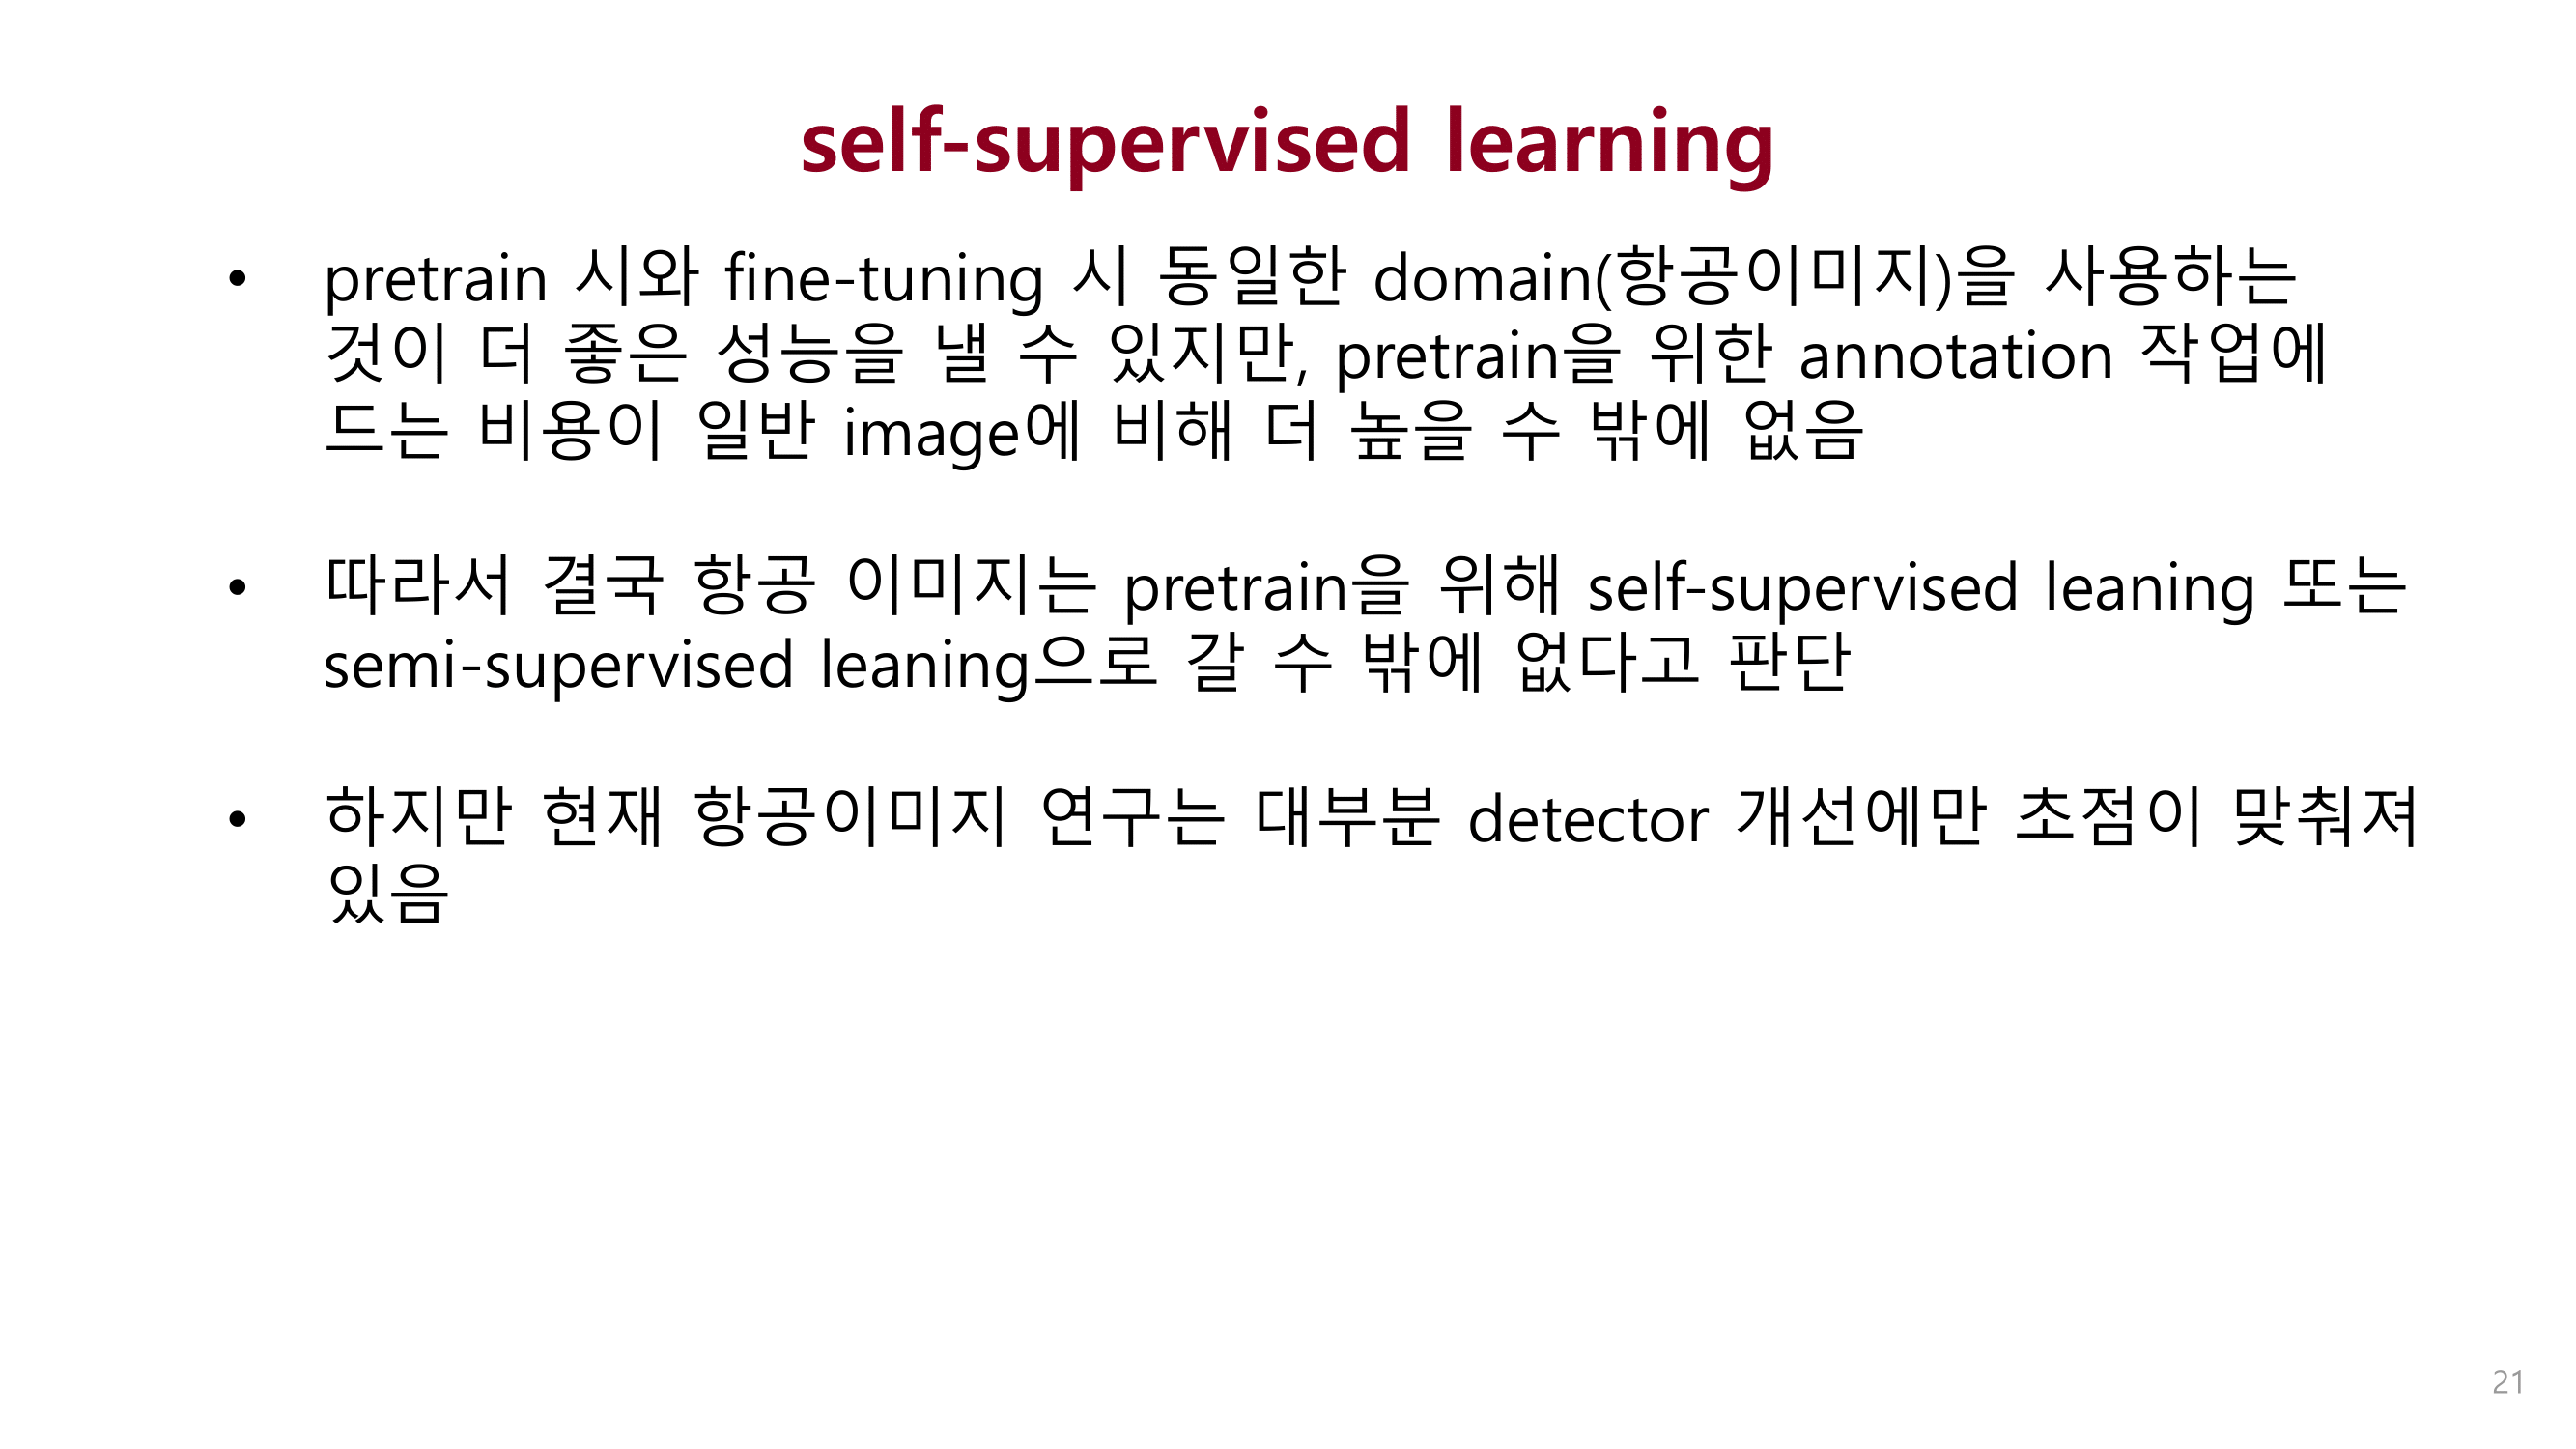 self-supervised learning
• pretrain 시와 fine-tuning 시 동일한 domain(항공이미지)을 사용하는
것이 더 좋은 성능을 낼 수 있지만, pretrain을 위한 annotation 작업에
드는 비용이 일반 image에 비해 더 높을 수 밖에 없음
• 따라서 결국 항공 이미지는 pretrain을 위해 self-supervised leaning 또는
semi-supervised leaning으로 갈 수 밖에 없다고 판단
• 하지만 현재 항공이미지 연구는 대부분 detector 개선에만 초점이 맞춰져
있음
21